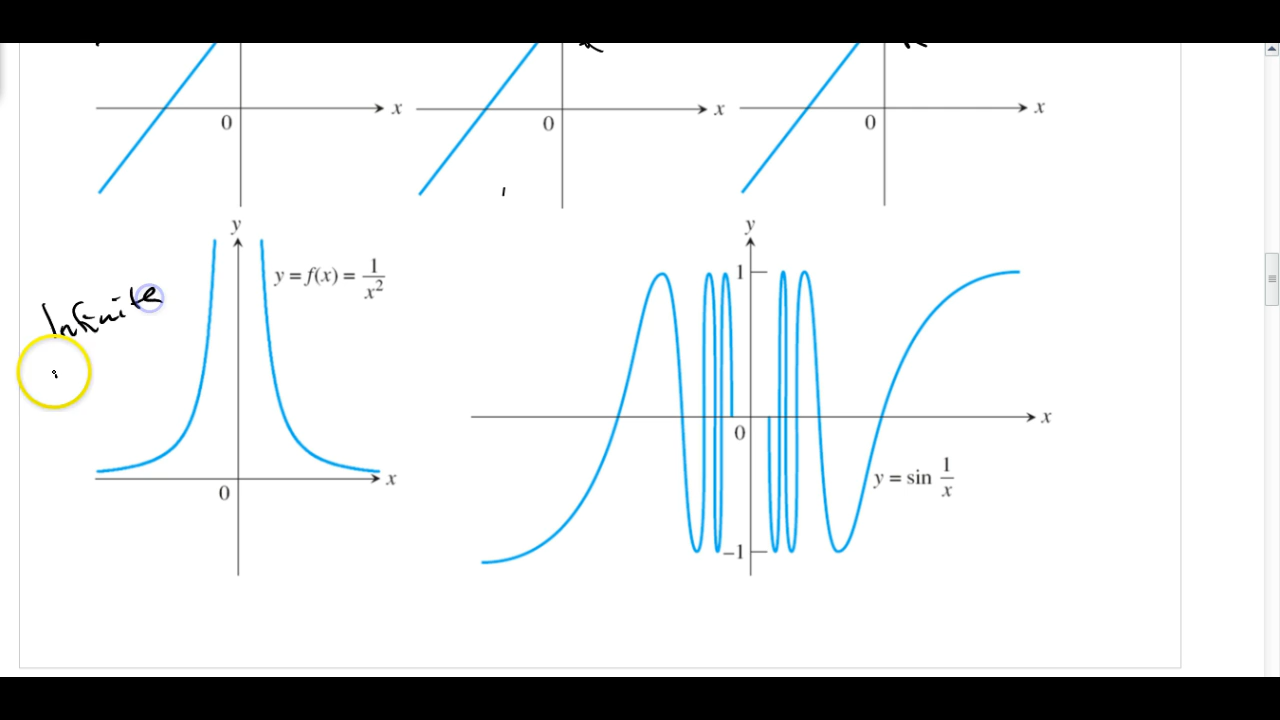 x
x
x
0
0
0
y
y
y = f(x) = 1/x²
1
Infinite
x
0
0
x
y = sin 1/x
–1